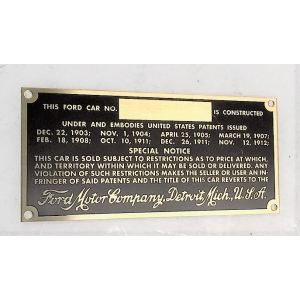 THIS FORD CAR NO. IS CONSTRUCTED
UNDER AND EMBODIES UNITED STATES PATENTS ISSUED
DEC. 22, 1903; NOV. 1, 1904; APRIL 25, 1905; MARCH 19, 1907;
FEB. 18, 1908; OCT. 10, 1911; DEC. 26, 1911; NOV. 12, 1912;
SPECIAL NOTICE
THIS CAR IS SOLD SUBJECT TO RESTRICTIONS AS TO PRICE AT WHICH,
AND TERRITORY WITHIN WHICH IT MAY BE SOLD OR DELIVERED. ANY
VIOLATION OF SUCH RESTRICTIONS MAKES THE SELLER OR USER AN IN-
FRINGER OF SAID PATENTS AND THE TITLE OF THIS CAR REVERTS TO THE
Ford Motor Company, Detroit, Mich., U.S.A.